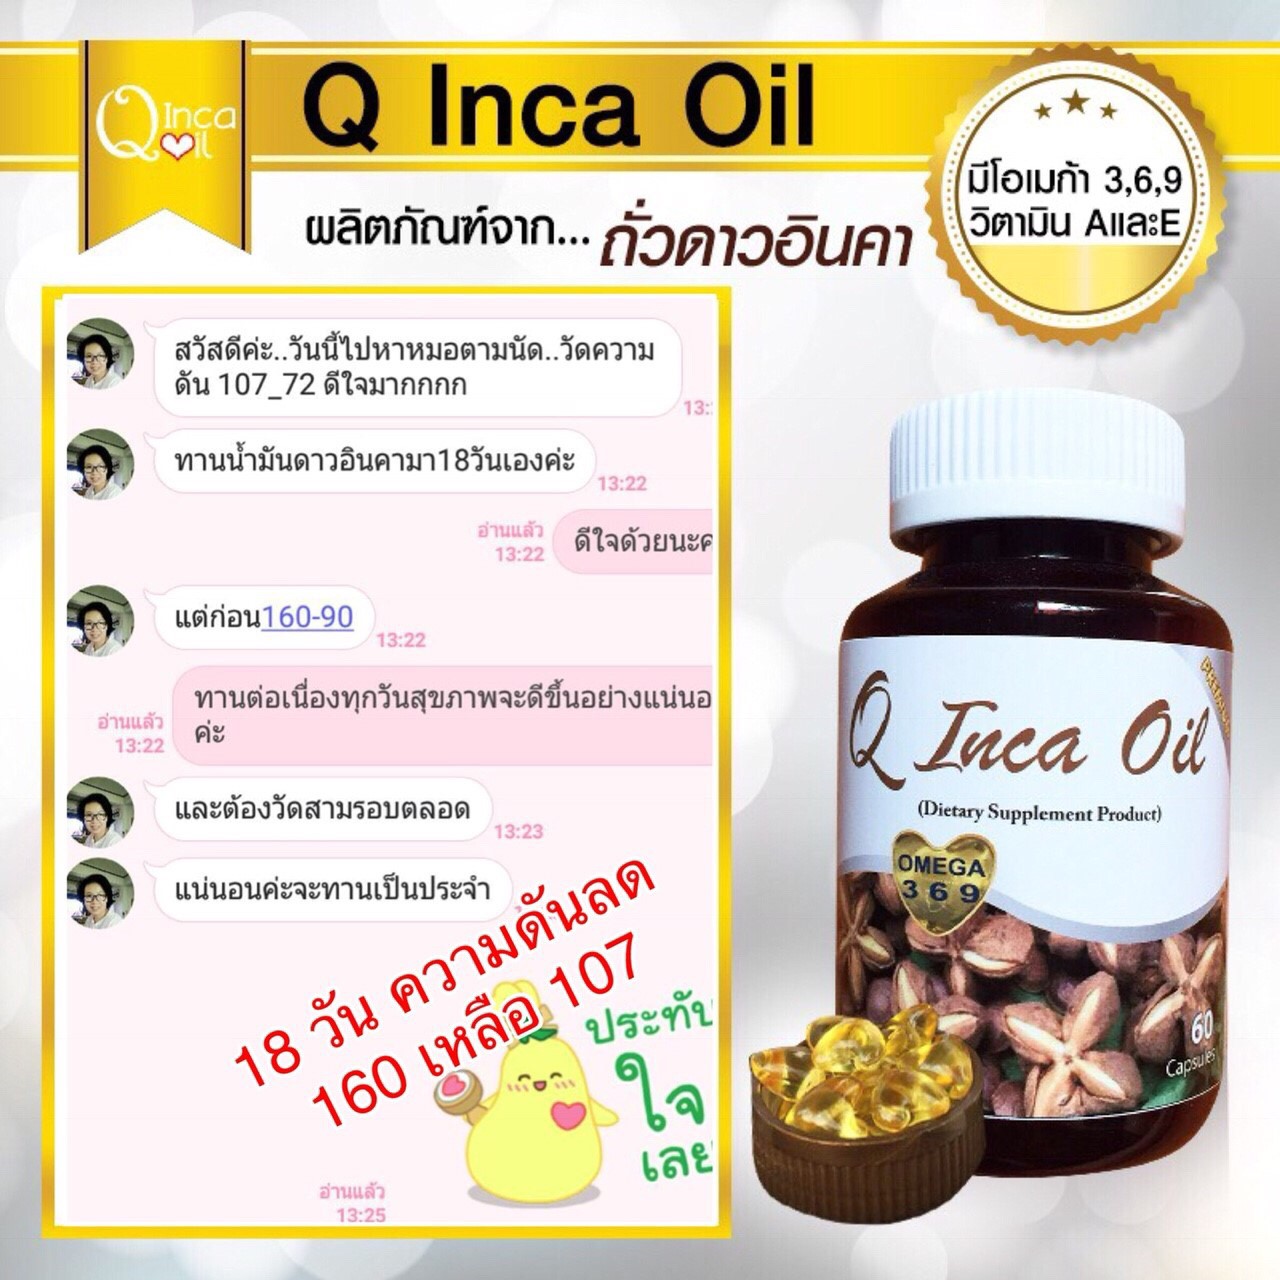 Q Inca Oil
Q Inca
Oil
มีโอเมก้า 3,6,9
วิตามิน AและE
ผลิตภัณฑ์จาก... ถั่วดาวอินคา
สวัสดีค่ะ..วันนี้ไปหาหมอตามนัด..วัดความ
ดัน 107_72 ดีใจมากกกก
ทานน้ำมันดาวอินคามา18วันเองค่ะ
13:22
อ่านแล้ว
13:22
ดีใจด้วยนะค
แต่ก่อน160-90
13:22
ทานต่อเนื่องทุกวันสุขภาพจะดีขึ้นอย่างแน่นอ
ค่ะ
อ่านแล้ว
13:22
และต้องวัดสามรอบตลอด
13:23
แน่นอนค่ะจะทานเป็นประจำ
18 วัน ความดันลด
160 เหลือ 107
ประทับ
ใจ
เลย
อ่านแล้ว
13:25
Q Inca Oil
(Dietary Supplement Product)
OMEGA
3 6 9
60
Capsules